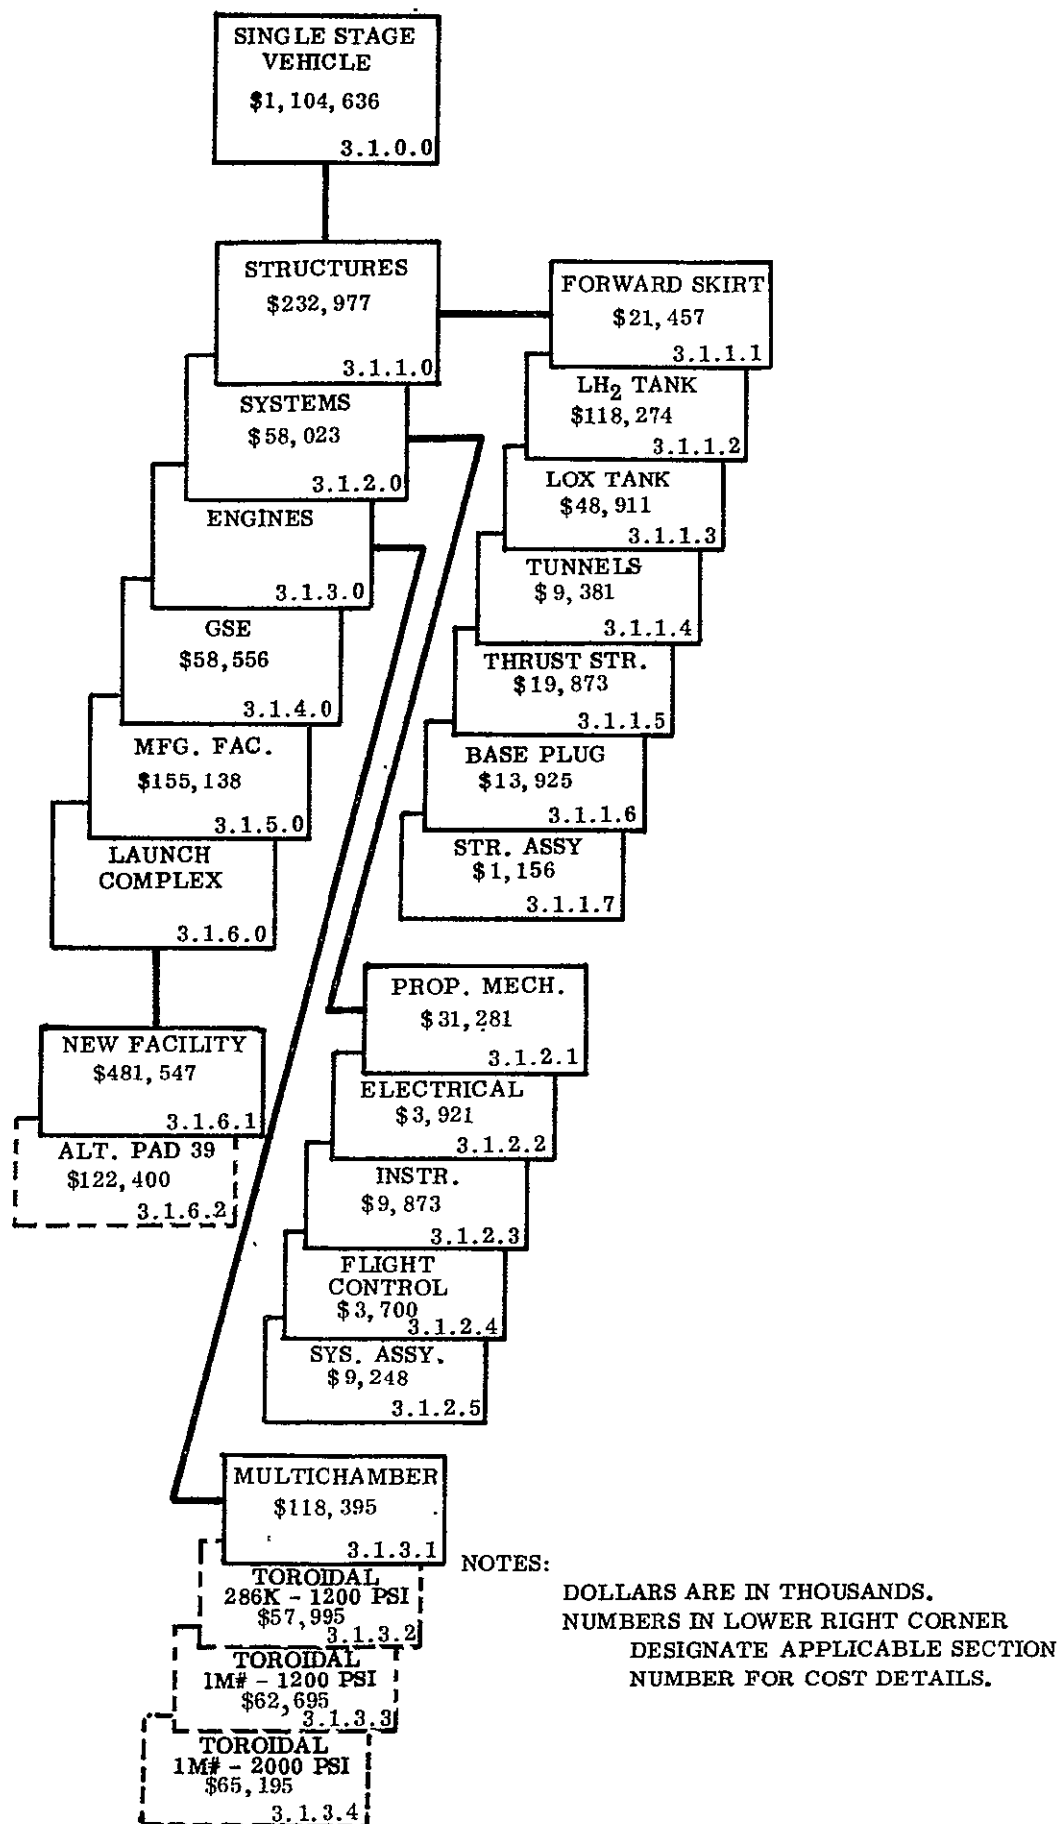 SINGLE STAGE
VEHICLE
$1,104,636
3.1.0.0
STRUCTURES
$232,977
3.1.1.0
SYSTEMS
$58,023
3.1.2.0
ENGINES
3.1.3.0
GSE
$58,556
3.1.4.0
MFG. FAC.
$155,138
3.1.5.0
LAUNCH
COMPLEX
3.1.6.0
NEW FACILITY
$481,547
3.1.6.1
ALT. PAD 39
$122,400
3.1.6.2
FORWARD SKIRT
$21,457
3.1.1.1
LH2 TANK
$118,274
3.1.1.2
LOX TANK
$48,911
3.1.1.3
TUNNELS
$9,381
3.1.1.4
THRUST STR.
$19,873
3.1.1.5
BASE PLUG
$13,925
3.1.1.6
STR. ASSY
$1,156
3.1.1.7
PROP. MECH.
$31,281
3.1.2.1
ELECTRICAL
$3,921
3.1.2.2
INSTR.
$9,873
3.1.2.3
FLIGHT
CONTROL
$3,700
3.1.2.4
SYS. ASSY.
$9,248
3.1.2.5
MULTICHAMBER
$118,395
3.1.3.1
TOROIDAL
286K - 1200 PSI
$57,995
3.1.3.2
TOROIDAL
1M# - 1200 PSI
$62,695
3.1.3.3
TOROIDAL
1M# - 2000 PSI
$65,195
3.1.3.4
NOTES:
DOLLARS ARE IN THOUSANDS.
NUMBERS IN LOWER RIGHT CORNER
DESIGNATE APPLICABLE SECTION
NUMBER FOR COST DETAILS.